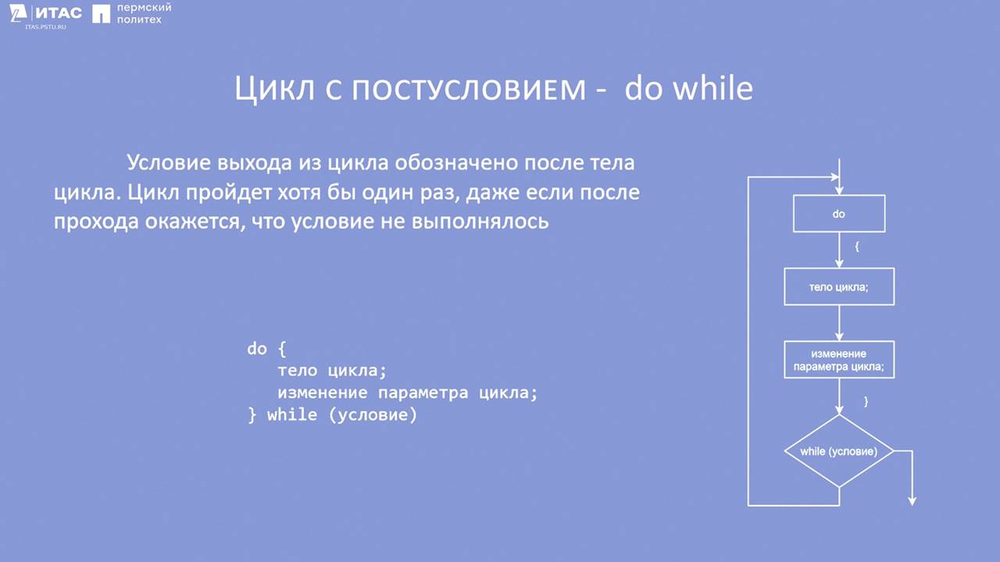 ИТАС
ITAS.PSTU.RU
пермский
политех
Цикл с постусловием - do while
Условие выхода из цикла обозначено после тела
цикла. Цикл пройдет хотя бы один раз, даже если после
прохода окажется, что условие не выполнялось
do {
тело цикла;
изменение параметра цикла;
} while (условие)
do
{
тело цикла;
изменение
параметра цикла;
}
while (условие)